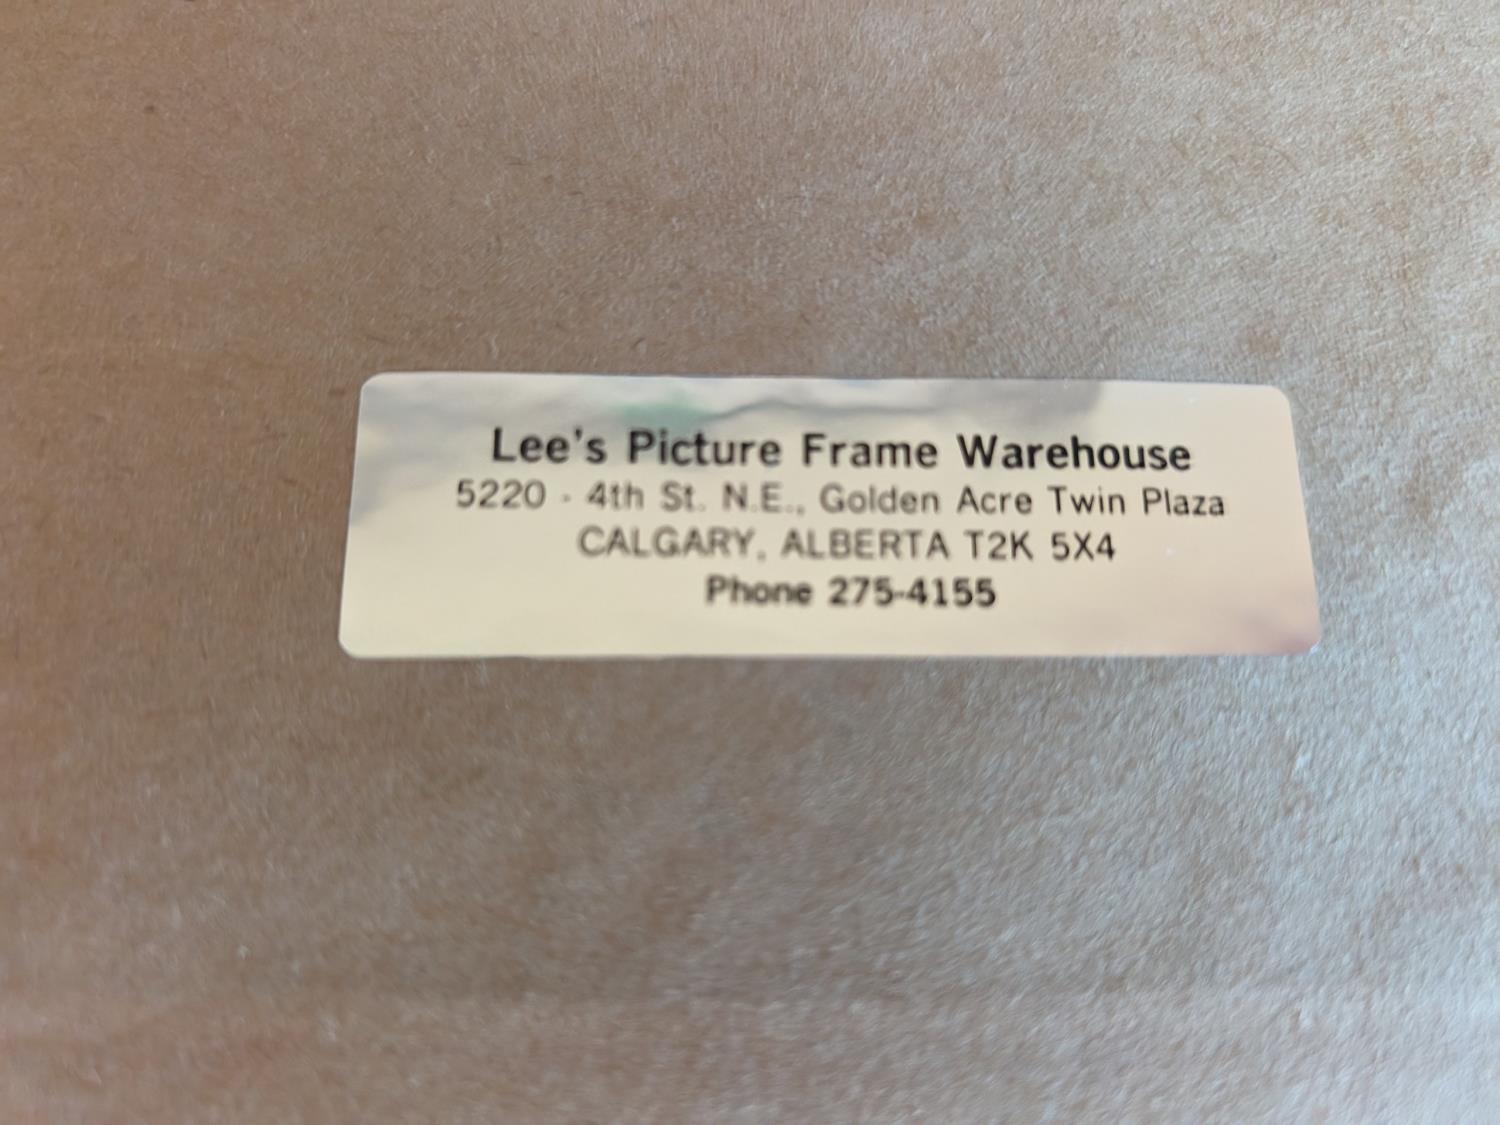 Lee's Picture Frame Warehouse
5220 - 4th St. N.E., Golden Acre Twin Plaza
CALGARY, ALBERTA T2K 5X4
Phone 275-4155